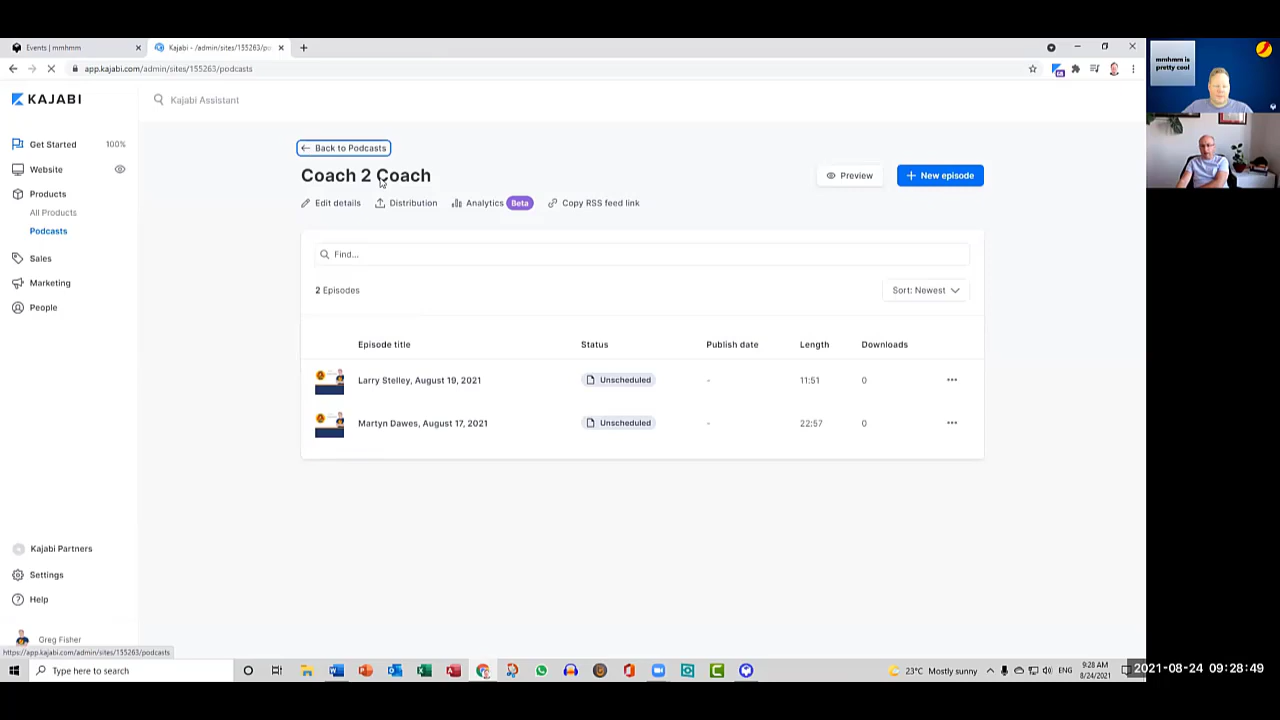 Events | mmhmm
Kajabi - /admin/sites/155263/po
app.kajabi.com/admin/sites/155263/podcasts
mmhmm is
pretty cool
KAJABI
Kajabi Assistant
Get Started 100%
Website
Products
All Products
Podcasts
Sales
Marketing
People
Back to Podcasts
Coach 2 Coach
Preview
New episode
Edit details
Distribution
Analytics Beta
Copy RSS feed link
Find...
2 Episodes
Sort: Newest
Episode title Status Publish date Length Downloads
Larry Stelley, August 19, 2021 Unscheduled - 11:51 0
Martyn Dawes, August 17, 2021 Unscheduled - 22:57 0
Kajabi Partners
Settings
Help
Greg Fisher
https://app.kajabi.com/admin/sites/155263/podcasts
Type here to search
23°C Mostly sunny
ENG
9:28 AM
8/24/2021
2021-08-24 09:28:49